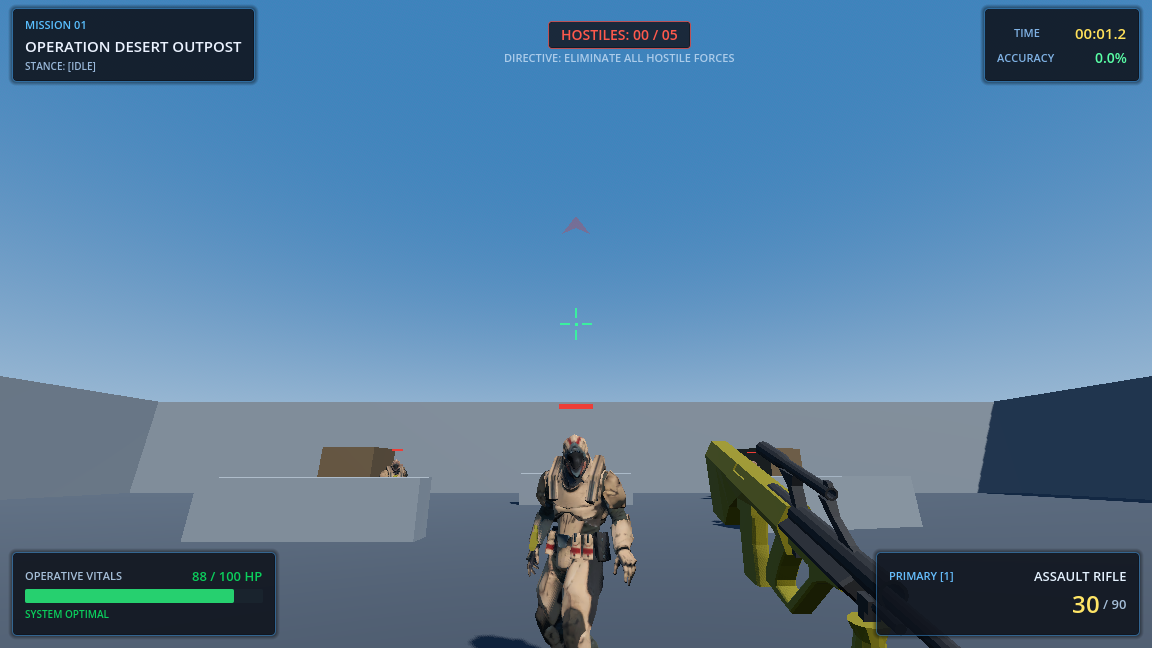 MISSION 01
OPERATION DESERT OUTPOST
STANCE: [IDLE]
HOSTILES: 00 / 05
DIRECTIVE: ELIMINATE ALL HOSTILE FORCES
TIME 00:01.2
ACCURACY 0.0%
OPERATIVE VITALS 88 / 100 HP
SYSTEM OPTIMAL
PRIMARY [1] ASSAULT RIFLE
30 / 90